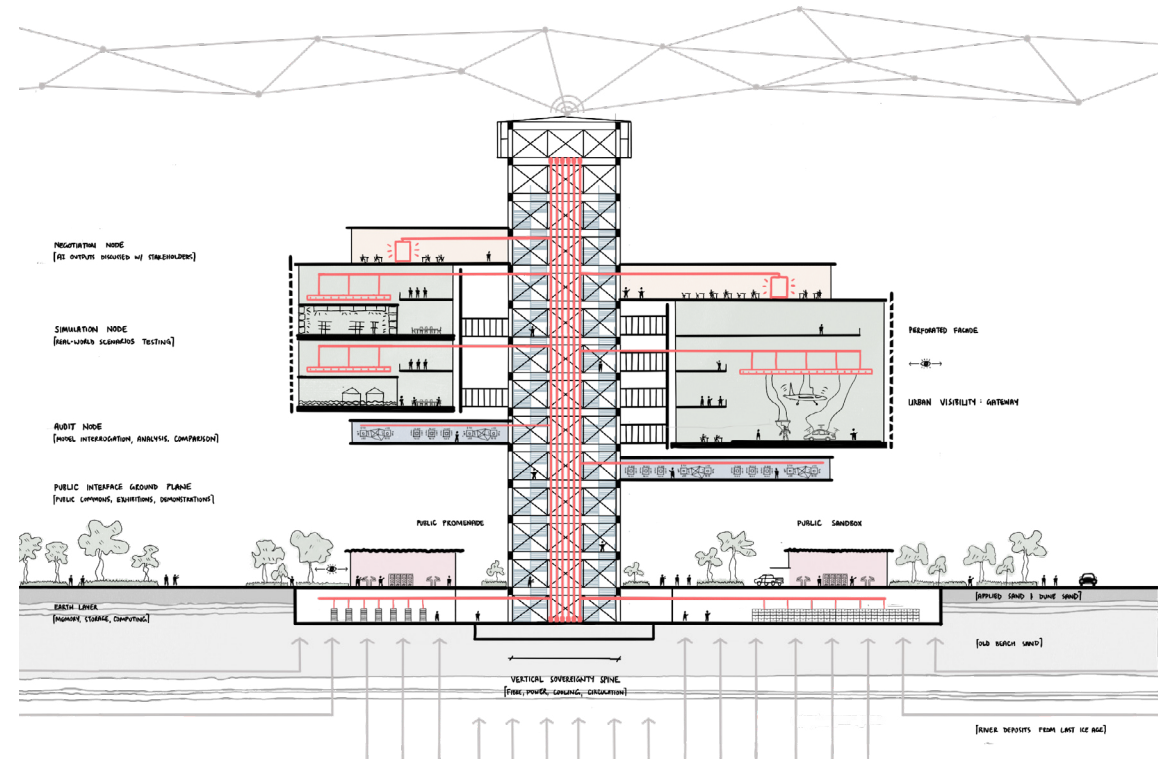 NEGOTIATION NODE
[AI OUTPUTS DISCUSSED W/ STAKEHOLDERS]
SIMULATION NODE
[REAL-WORLD SCENARIOS TESTING]
PERFORATED FACADE
URBAN VISIBILITY : GATEWAY
AUDIT NODE
[MODEL INTERROGATION, ANALYSIS, COMPARISON]
PUBLIC INTERFACE GROUND PLANE
[PUBLIC COMMONS, EXHIBITIONS, DEMONSTRATIONS]
PUBLIC PROMENADE
PUBLIC SANDBOX
EARTH LAYER
[MEMORY, STORAGE, COMPUTING]
[APPLIED SAND & DUNE SAND]
[OLD BEACH SAND]
VERTICAL SOVEREIGNTY SPINE
[FIBRE, POWER, COOLING, CIRCULATION]
[RIVER DEPOSITS FROM LAST ICE AGE]